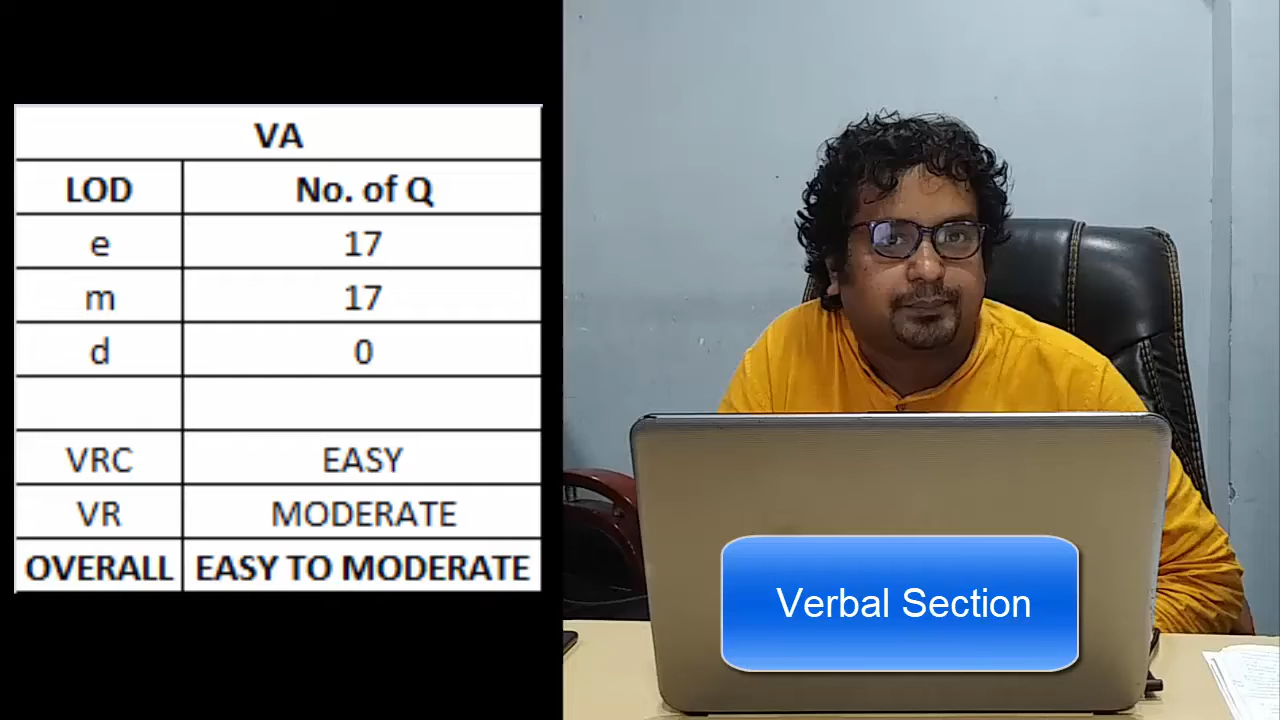 VA
LOD No. of Q
e 17
m 17
d 0
VRC EASY
VR MODERATE
OVERALL EASY TO MODERATE
Verbal Section